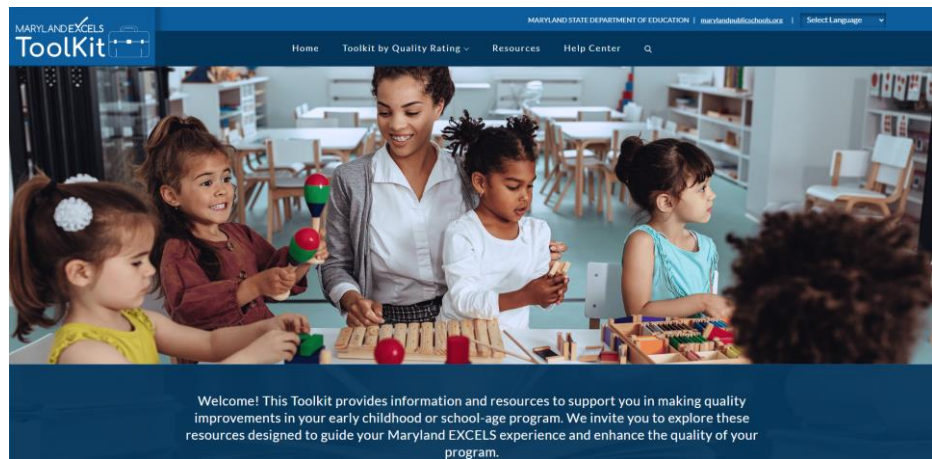 MARYLAND STATE DEPARTMENT OF EDUCATION | marylandpublicschools.org | Select Language
MARYLAND EXCELS
ToolKit
Home Toolkit by Quality Rating Resources Help Center
Welcome! This Toolkit provides information and resources to support you in making quality
improvements in your early childhood or school-age program. We invite you to explore these
resources designed to guide your Maryland EXCELS experience and enhance the quality of your
program.